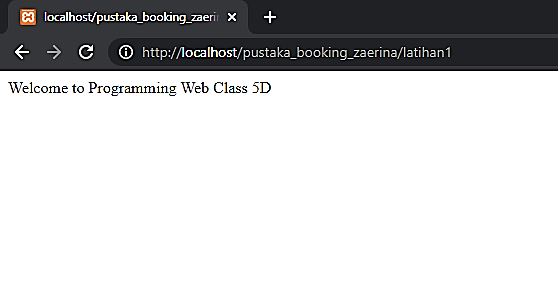 localhost/pustaka_booking_zaerin
http://localhost/pustaka_booking_zaerina/latihan1
Welcome to Programming Web Class 5D